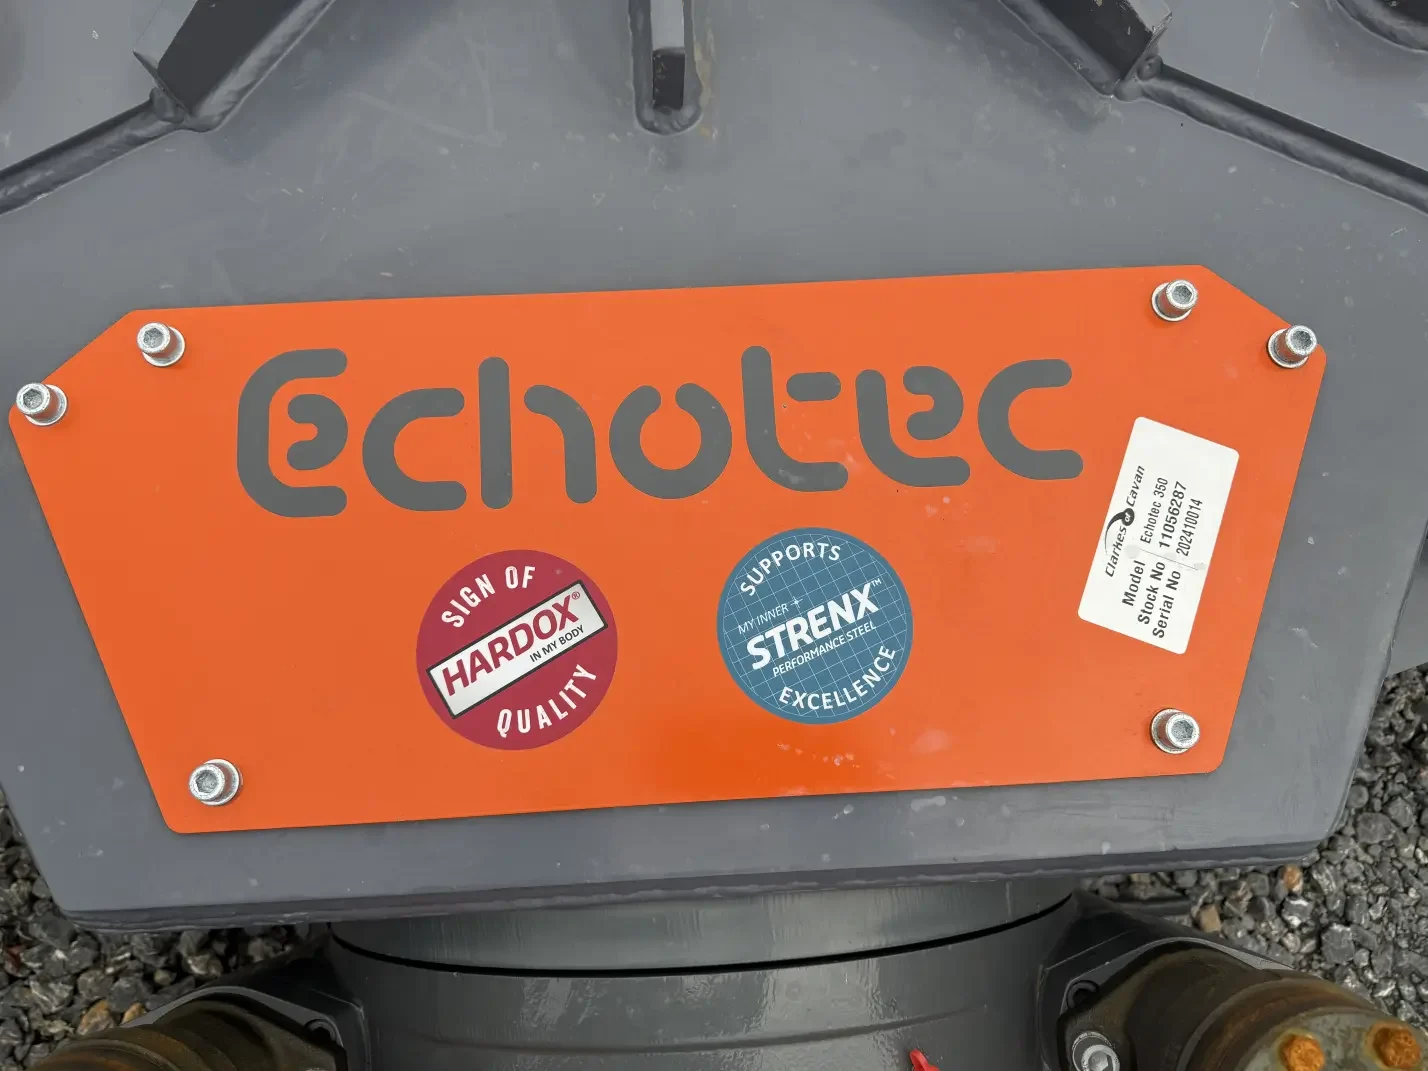 Echotec
SIGN OF
HARDOX®
IN MY BODY
QUALITY
SUPPORTS
MY INNER
STRENX™
PERFORMANCE STEEL
EXCELLENCE
Clarkes of Cavan
Model Echotec 350
Stock No 11056287
Serial No 202410014